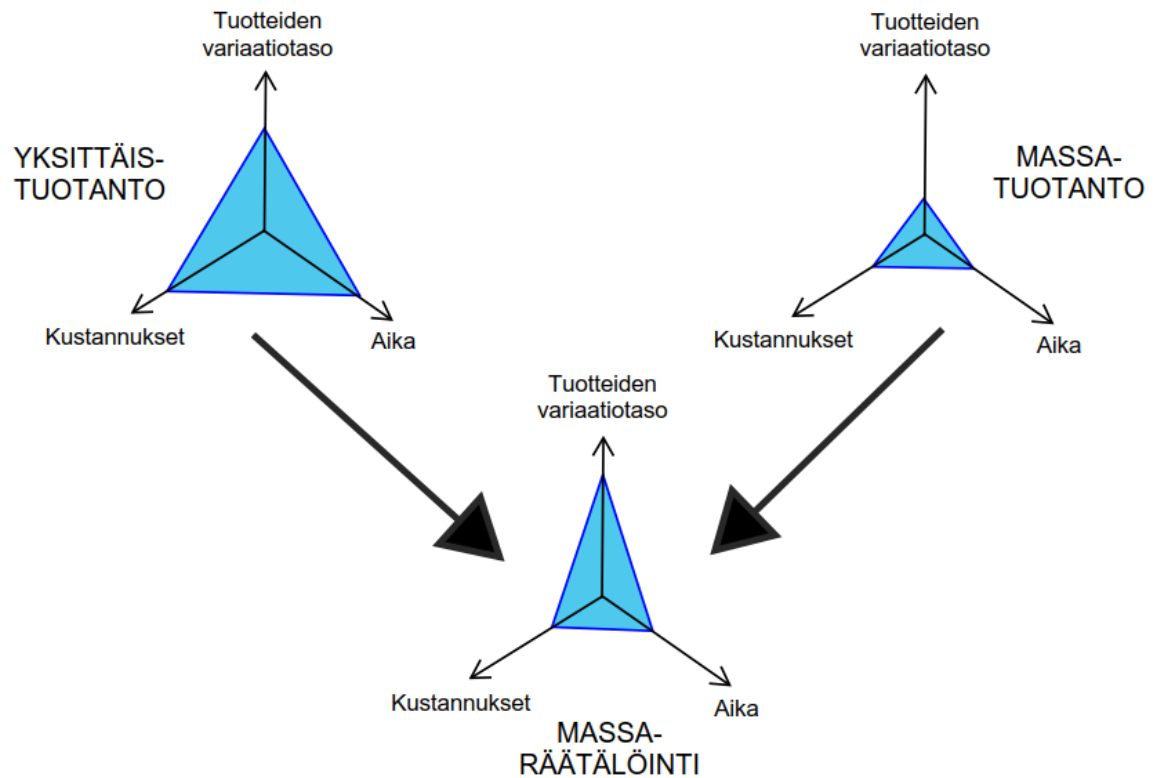 Tuotteiden
variaatiotaso
YKSITTÄIS-
TUOTANTO
Kustannukset
Aika
Tuotteiden
variaatiotaso
MASSA-
TUOTANTO
Kustannukset
Aika
Tuotteiden
variaatiotaso
Kustannukset
Aika
MASSA-
RÄÄTÄLÖINTI